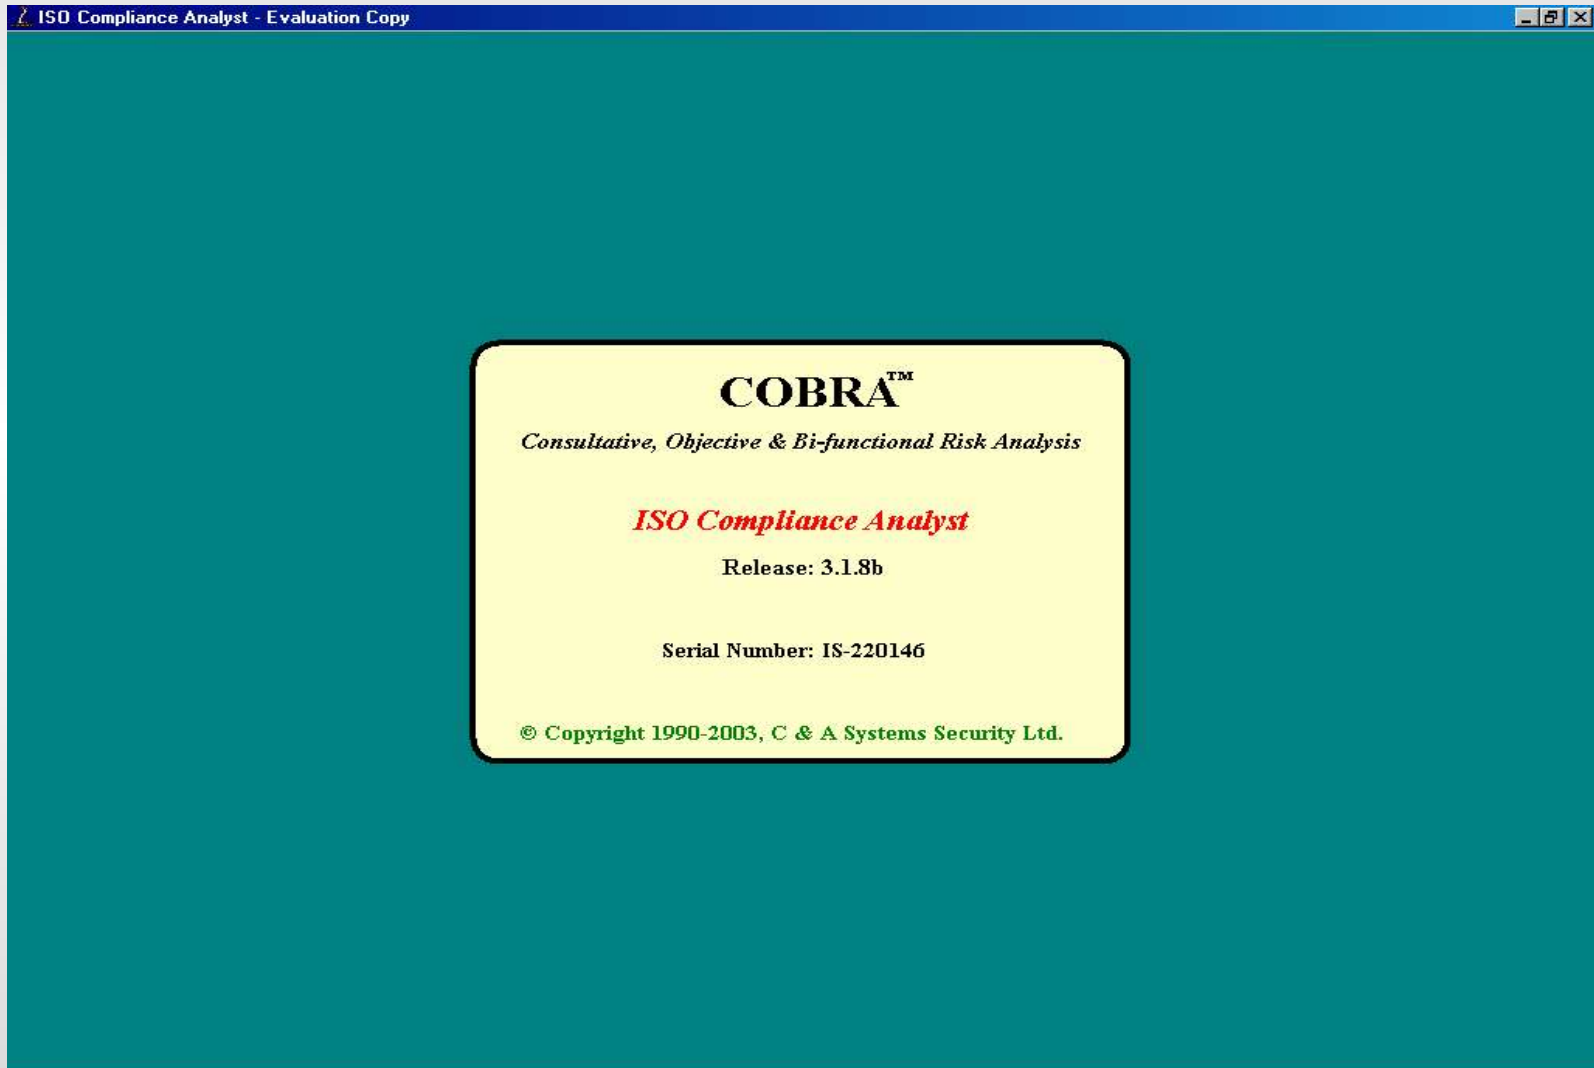 ISO Compliance Analyst - Evaluation Copy
COBRA™
Consultative, Objective & Bi-functional Risk Analysis
ISO Compliance Analyst
Release: 3.1.8b
Serial Number: IS-220146
© Copyright 1990-2003, C & A Systems Security Ltd.